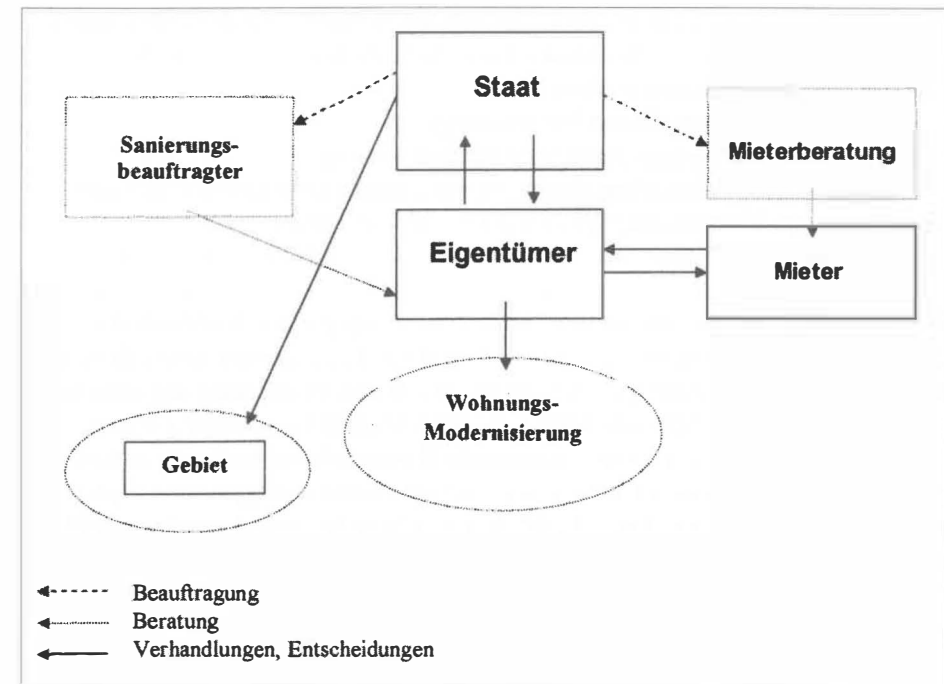 Staat
Sanierungs-
beauftragter
Mieterberatung
Eigentümer
Mieter
Wohnungs-
Modernisierung
Gebiet
Beauftragung
Beratung
Verhandlungen, Entscheidungen